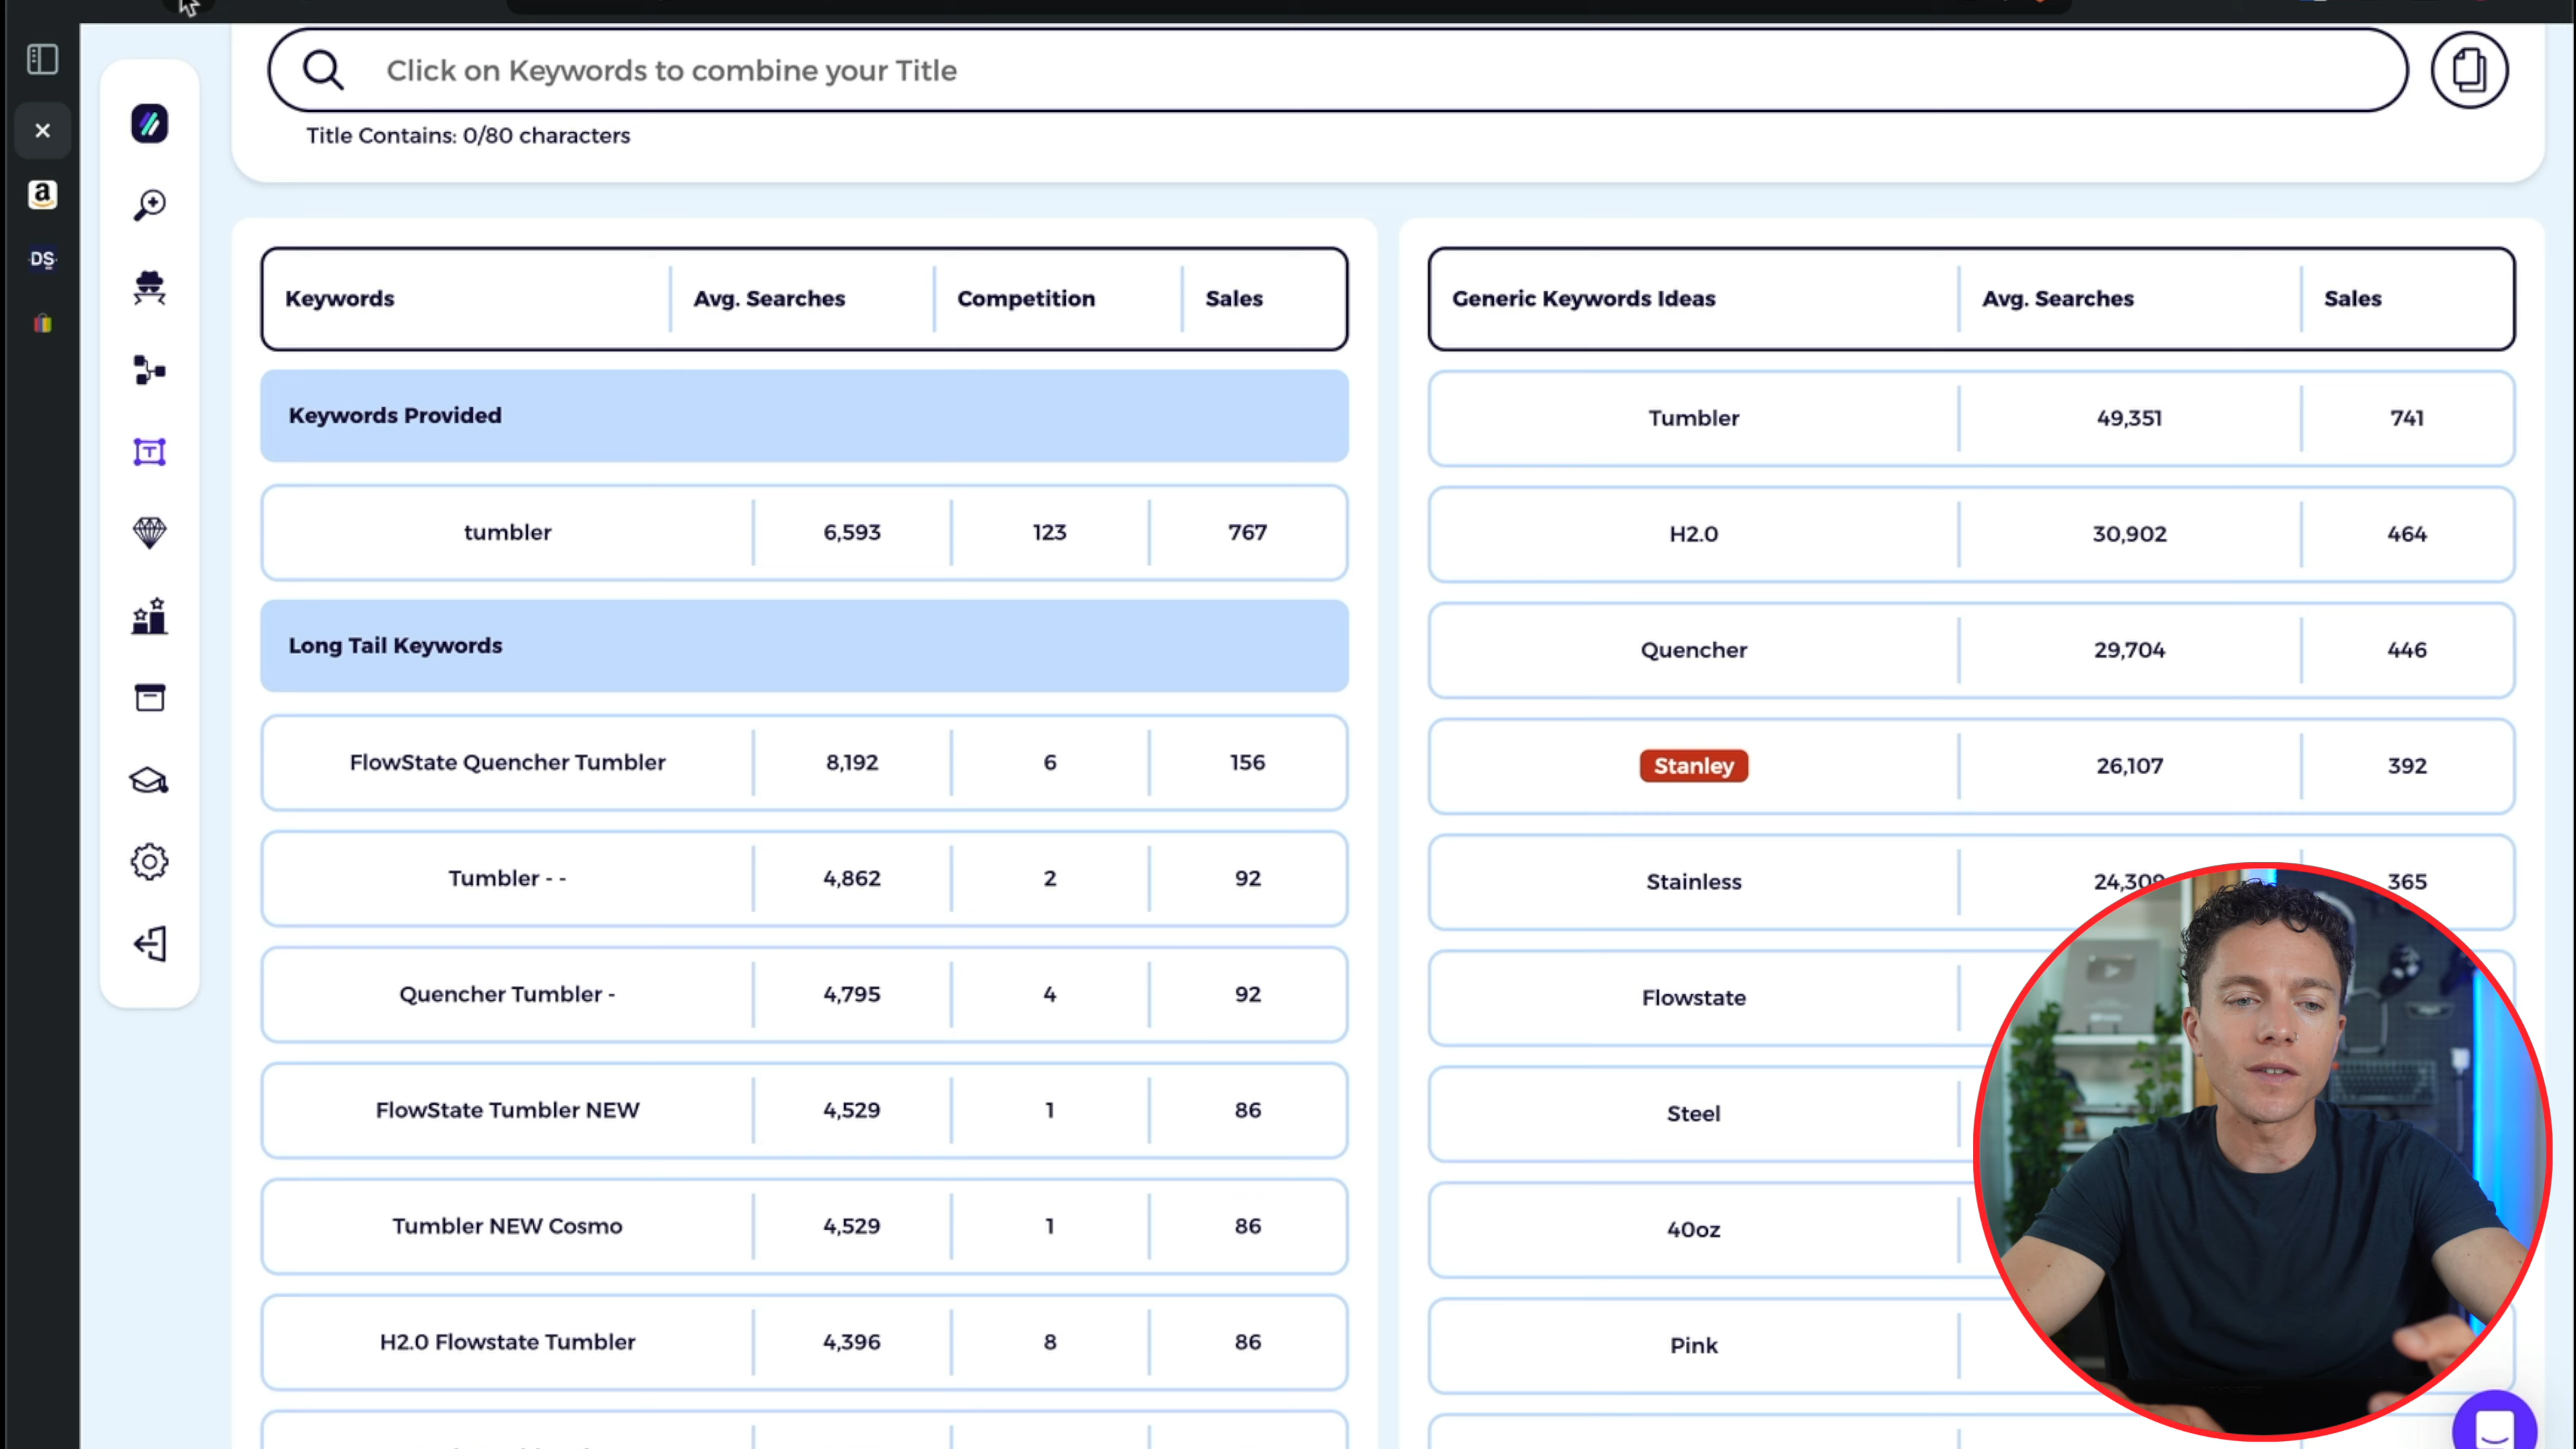 Click on Keywords to combine your Title
Title Contains: 0/80 characters
a
DS
Keywords Avg. Searches Competition Sales
Keywords Provided
tumbler 6,593 123 767
Long Tail Keywords
FlowState Quencher Tumbler 8,192 6 156
Tumbler - - 4,862 2 92
Quencher Tumbler - 4,795 4 92
FlowState Tumbler NEW 4,529 1 86
Tumbler NEW Cosmo 4,529 1 86
H2.0 Flowstate Tumbler 4,396 8 86
Generic Keywords Ideas Avg. Searches Sales
Tumbler 49,351 741
H2.0 30,902 464
Quencher 29,704 446
Stanley 26,107 392
Stainless 365
Flowstate
Steel
40oz
Pink